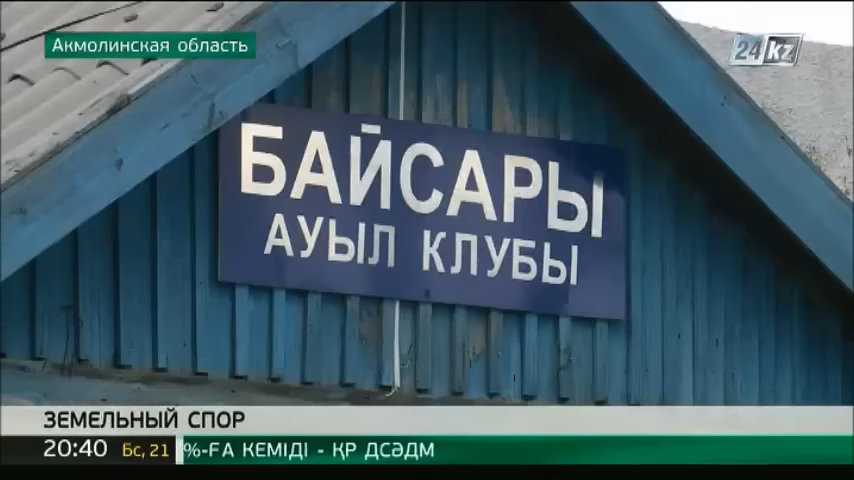 Акмолинская область
24kz
БАЙСАРЫ
АУЫЛ КЛУБЫ
ЗЕМЕЛЬНЫЙ СПОР
20:40 Бс, 21 %-ҒА КЕМІДІ - ҚР ДСӘДМ